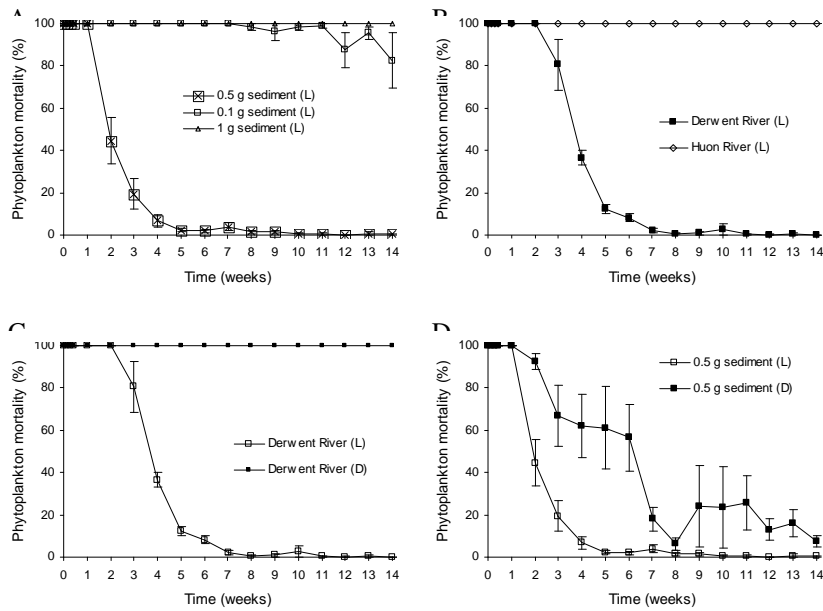 A
Phytoplankton mortality (%)
100
80
60
40
20
0
0.5 g sediment (L)
0.1 g sediment (L)
1 g sediment (L)
0 1 2 3 4 5 6 7 8 9 10 11 12 13 14
Time (weeks)
B
Phytoplankton mortality (%)
100
80
60
40
20
0
Derwent River (L)
Huon River (L)
0 1 2 3 4 5 6 7 8 9 10 11 12 13 14
Time (weeks)
C
Phytoplankton mortality (%)
100
80
60
40
20
0
Derwent River (L)
Derwent River (D)
0 1 2 3 4 5 6 7 8 9 10 11 12 13 14
Time (weeks)
D
Phytoplankton mortality (%)
100
80
60
40
20
0
0.5 g sediment (L)
0.5 g sediment (D)
0 1 2 3 4 5 6 7 8 9 10 11 12 13 14
Time (weeks)